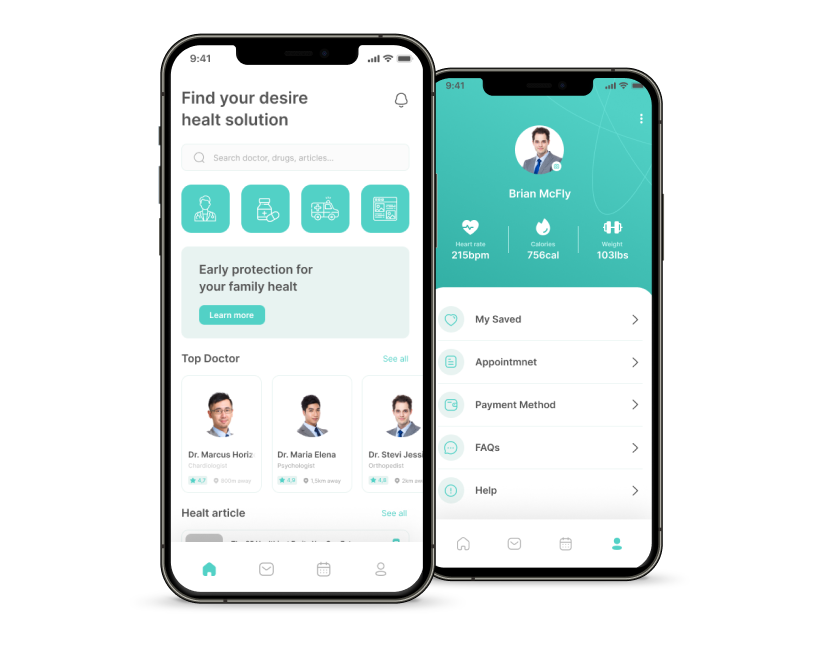 9:41
Find your desire
healt solution
Search doctor, drugs, articles...
Early protection for
your family healt
Learn more
Top Doctor
See all
Dr. Marcus Horiz
Chardiologist
4,7
800m away
Dr. Maria Elena
Psychologist
4,9
1,5km away
Dr. Stevi Jessi
Orthopedist
4,8
2km aw
Healt article
See all
9:41
Brian McFly
Heart rate
215bpm
Calories
756cal
Weight
103lbs
My Saved
Appointmnet
Payment Method
FAQs
Help